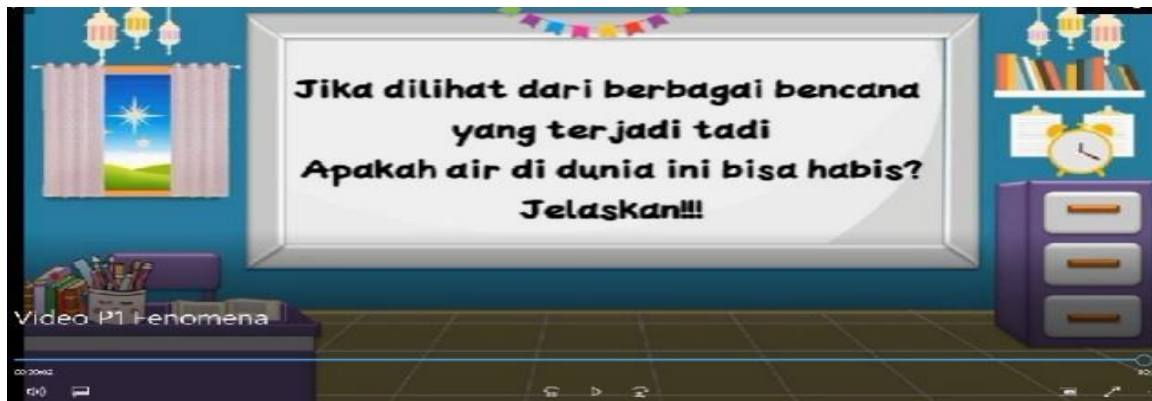 Jika dilihat dari berbagai bencana
yang terjadi tadi
Apakah air di dunia ini bisa habis?
Jelaskan!!!
Video P1 Fenomena